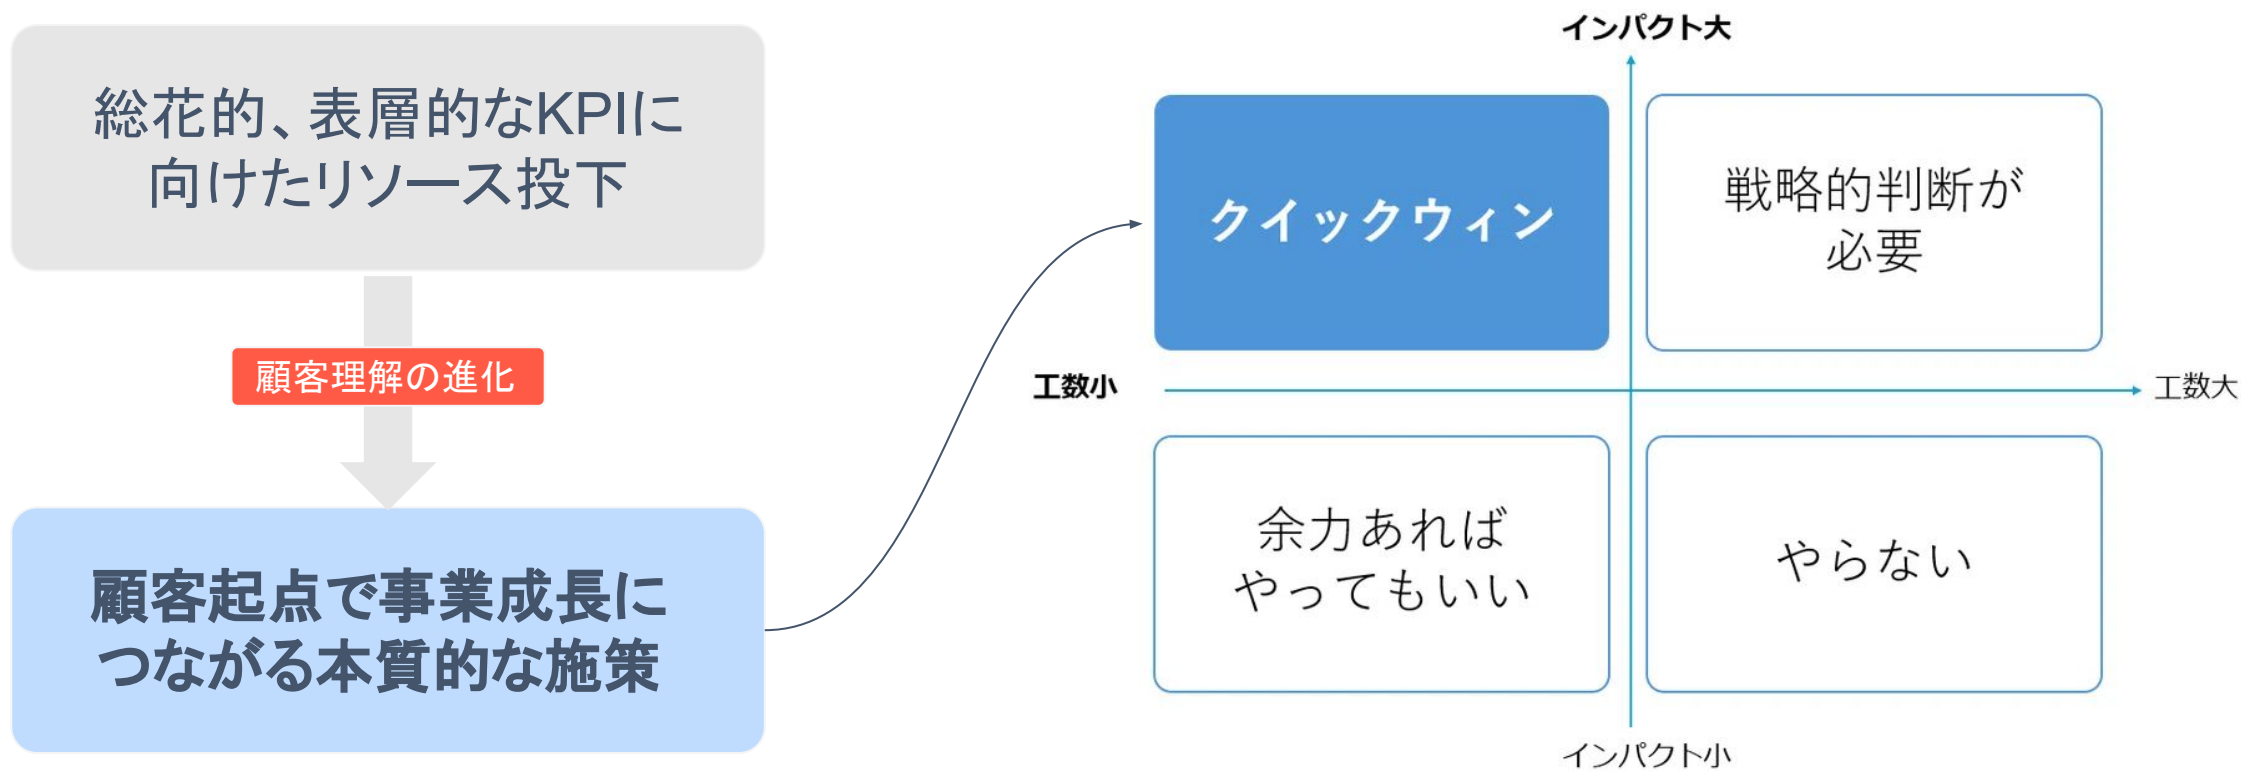 総花的、表層的なKPIに
向けたリソース投下
顧客理解の進化
顧客起点で事業成長に
つながる本質的な施策
インパクト大
クイックウィン
戦略的判断が
必要
工数小
工数大
余力あれば
やってもいい
やらない
インパクト小